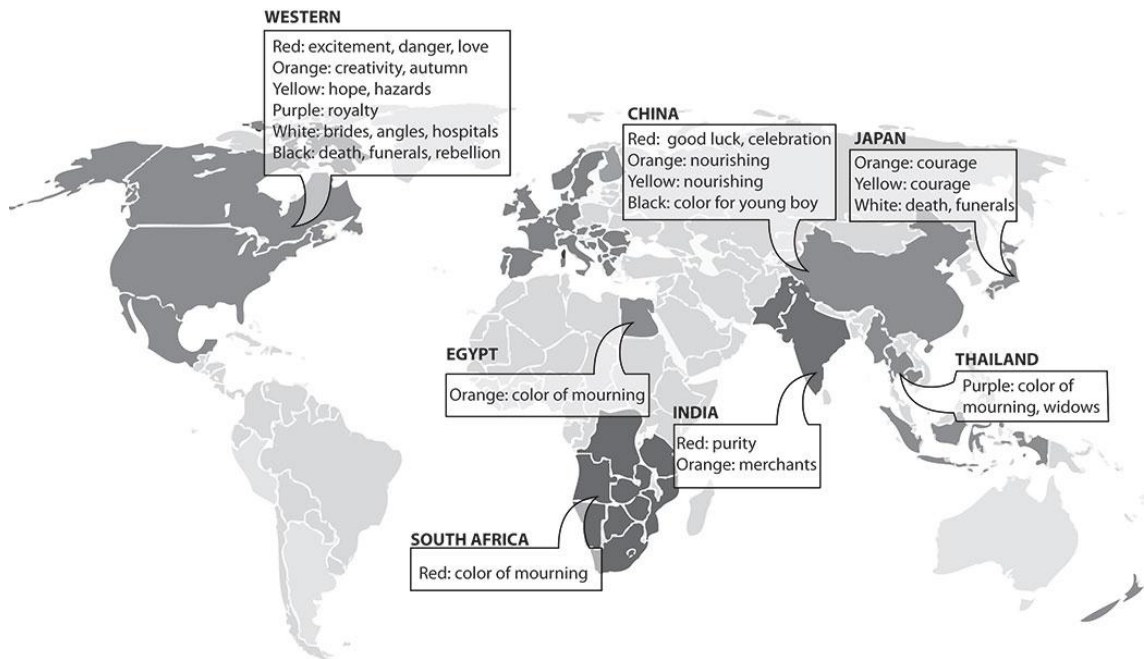 WESTERN
Red: excitement, danger, love
Orange: creativity, autumn
Yellow: hope, hazards
Purple: royalty
White: brides, angles, hospitals
Black: death, funerals, rebellion
CHINA
Red: good luck, celebration
Orange: nourishing
Yellow: nourishing
Black: color for young boy
JAPAN
Orange: courage
Yellow: courage
White: death, funerals
EGYPT
Orange: color of mourning
INDIA
Red: purity
Orange: merchants
THAILAND
Purple: color of
mourning, widows
SOUTH AFRICA
Red: color of mourning